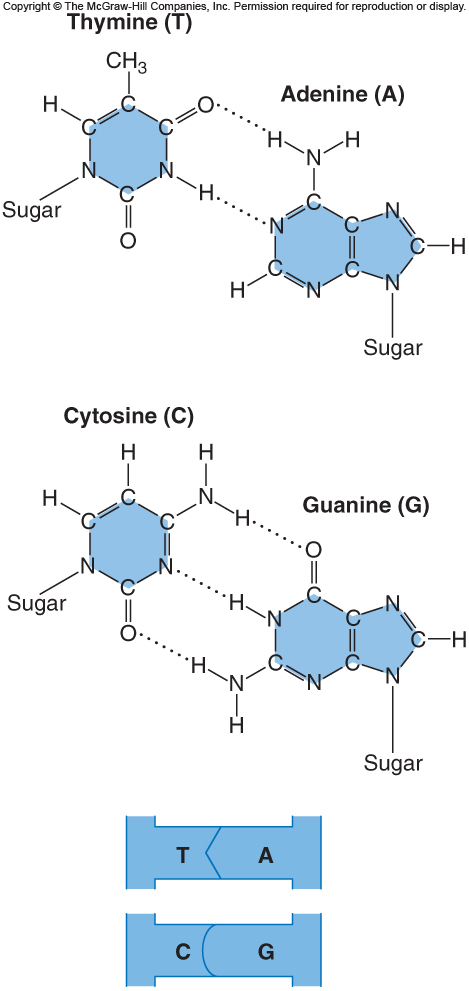 Copyright © The McGraw-Hill Companies, Inc. Permission required for reproduction or display.
Thymine (T)
CH3
H
O
Adenine (A)
C
C
C
H
H
N
N
N
H
Sugar
C
C
N
N
C
O
C
H
C
C
H
N
N
Sugar
Cytosine (C)
H
H
H
C
N
Guanine (G)
C
C
H
O
N
N
C
Sugar
C
N
H
N
C
O
C
H
H
C
C
N
N
N
H
Sugar
T
A
C
G